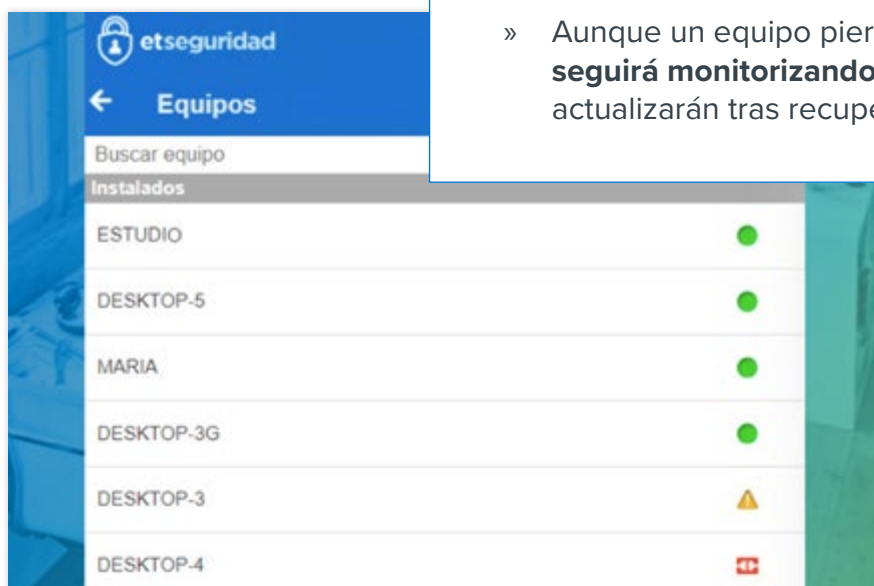 etseguridad
Equipos
Buscar equipo
Instalados
ESTUDIO
DESKTOP-5
MARIA
DESKTOP-3G
DESKTOP-3
DESKTOP-4
» Aunque un equipo pier
seguirá monitorizando
actualizarán tras recupe